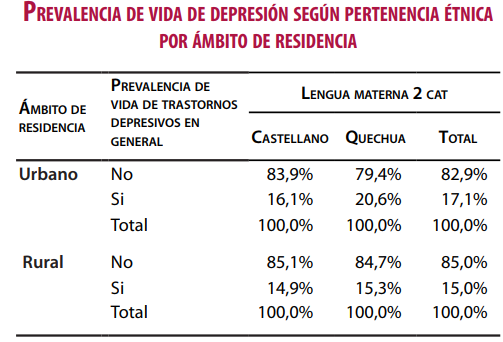 PREVALENCIA DE VIDA DE DEPRESIÓN SEGÚN PERTENENCIA ÉTNICA
POR ÁMBITO DE RESIDENCIA
ÁMBITO DE RESIDENCIA PREVALENCIA DE VIDA DE TRASTORNOS DEPRESIVOS EN GENERAL LENGUA MATERNA 2 CAT
CASTELLANO QUECHUA TOTAL
Urbano No 83,9% 79,4% 82,9%
Si 16,1% 20,6% 17,1%
Total 100,0% 100,0% 100,0%
Rural No 85,1% 84,7% 85,0%
Si 14,9% 15,3% 15,0%
Total 100,0% 100,0% 100,0%